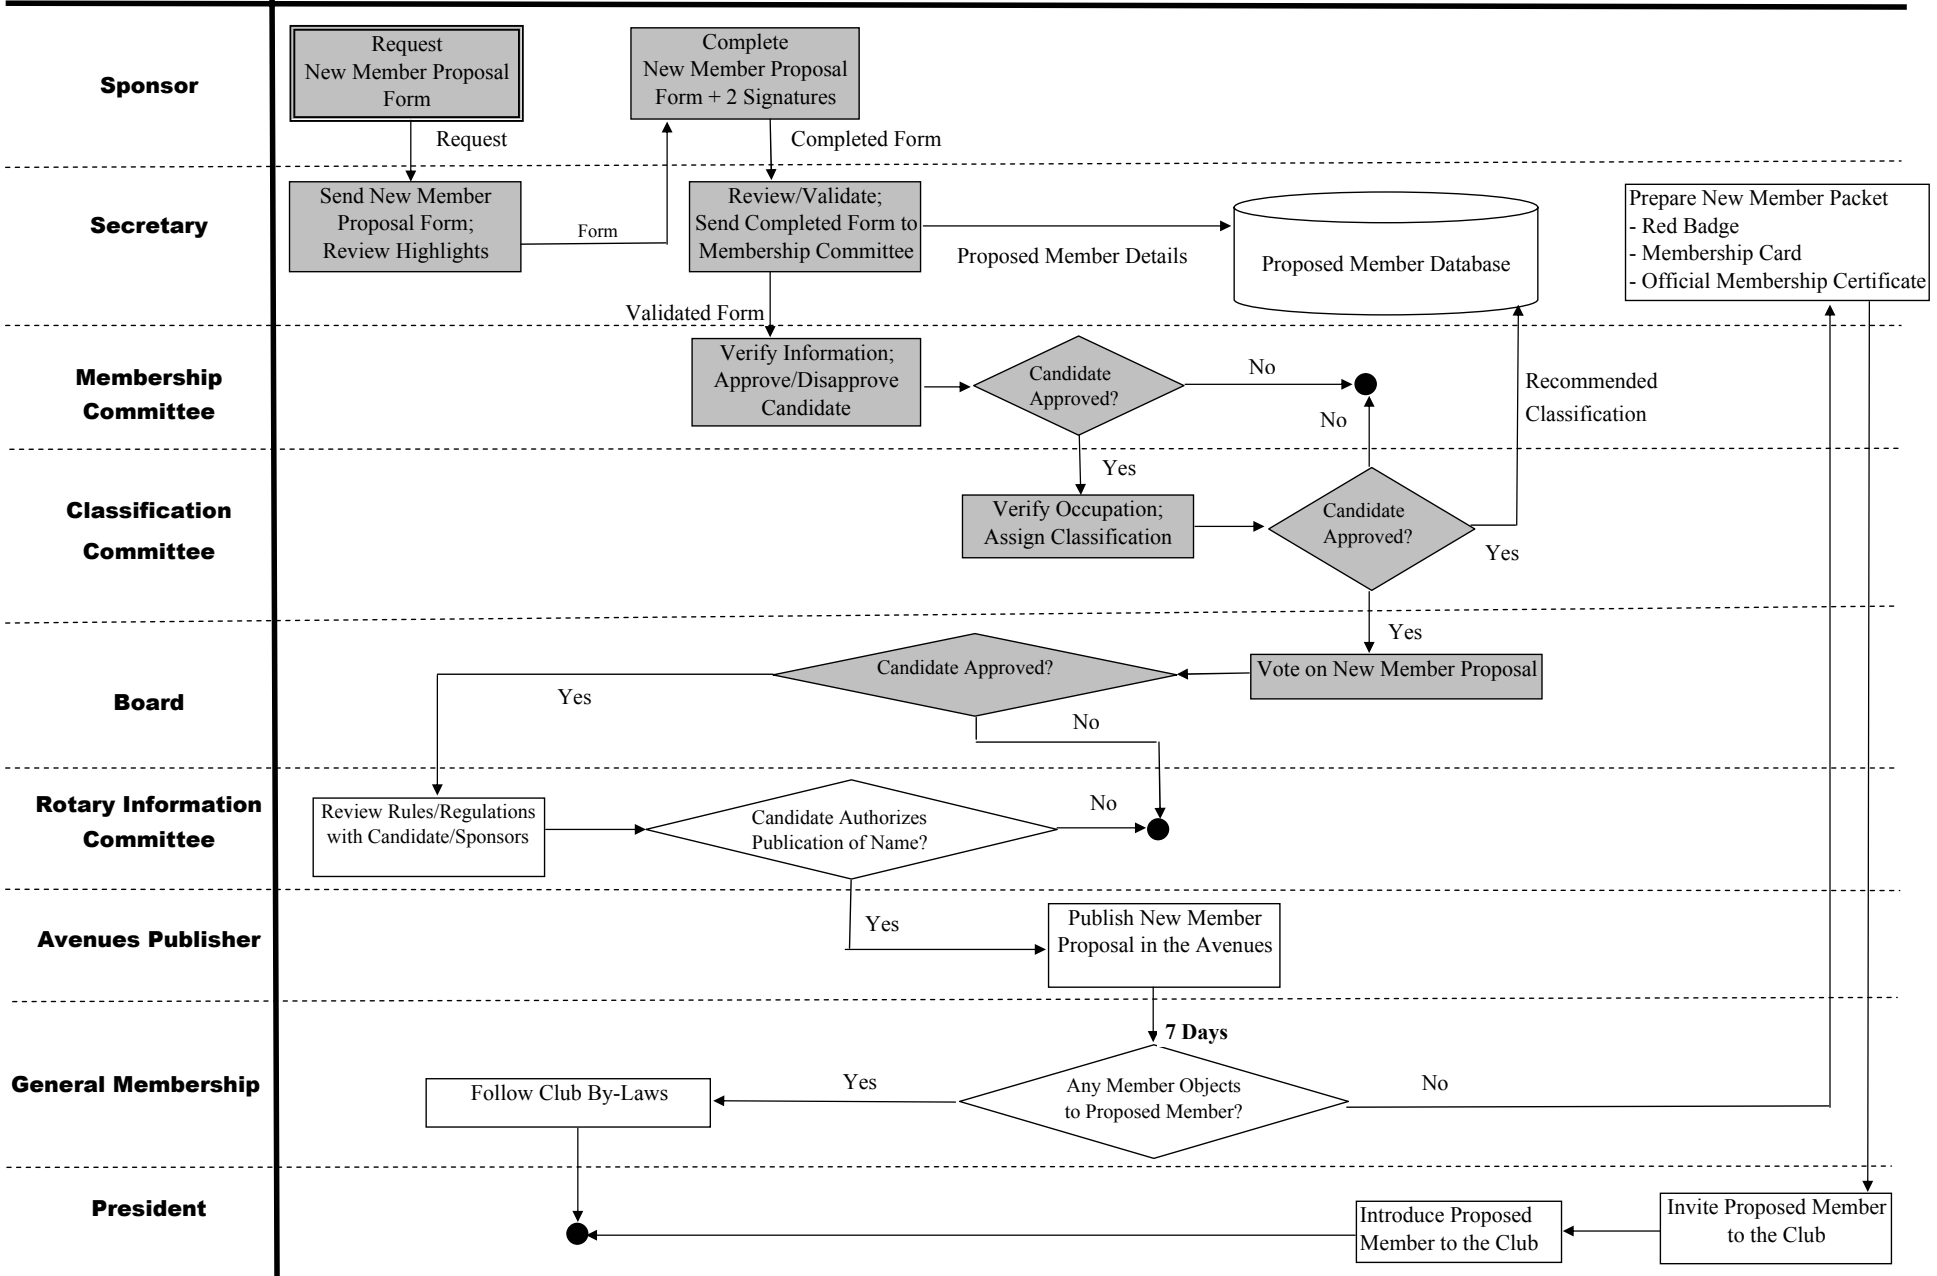 Sponsor
Request
New Member Proposal
Form
Complete
New Member Proposal
Form + 2 Signatures
Request
Completed Form
Secretary
Send New Member
Proposal Form;
Review Highlights
Form
Review/Validate;
Send Completed Form to
Membership Committee
Proposed Member Details
Proposed Member Database
Prepare New Member Packet
- Red Badge
- Membership Card
- Official Membership Certificate
Validated Form
Membership
Committee
Verify Information;
Approve/Disapprove
Candidate
Candidate
Approved?
No
No
Recommended
Classification
Yes
Classification
Committee
Verify Occupation;
Assign Classification
Candidate
Approved?
Yes
Yes
Board
Candidate Approved?
Vote on New Member Proposal
Yes
No
Rotary Information
Committee
Review Rules/Regulations
with Candidate/Sponsors
Candidate Authorizes
Publication of Name?
No
Avenues Publisher
Yes
Publish New Member
Proposal in the Avenues
7 Days
General Membership
Follow Club By-Laws
Yes
Any Member Objects
to Proposed Member?
No
President
Introduce Proposed
Member to the Club
Invite Proposed Member
to the Club